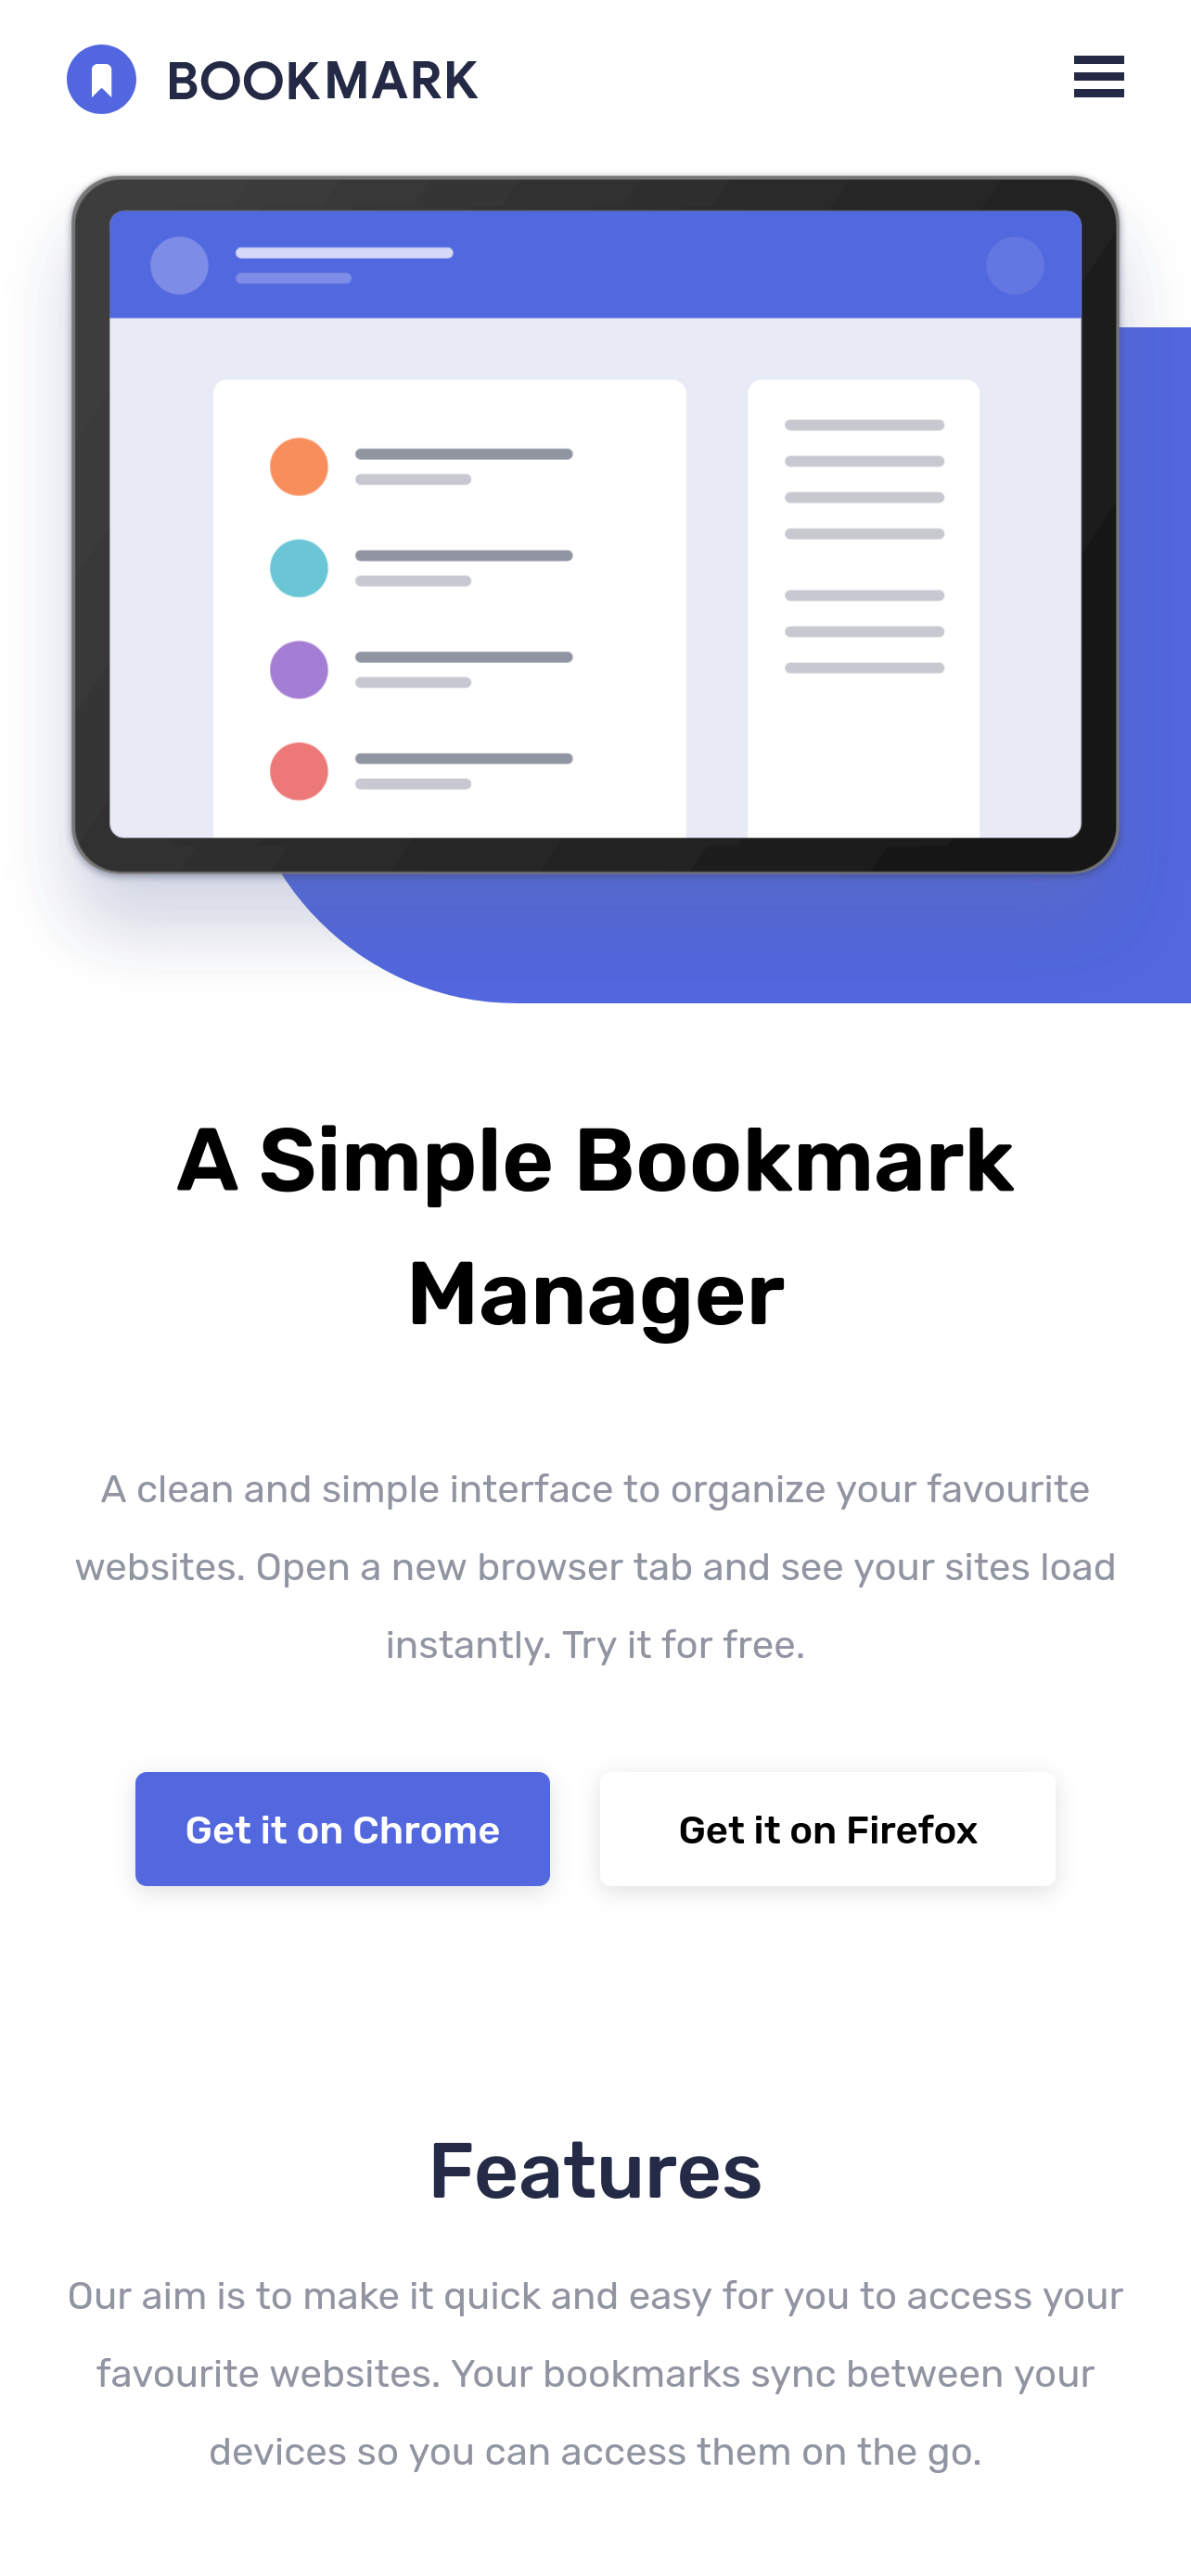 BOOKMARK
A Simple Bookmark
Manager
A clean and simple interface to organize your favourite
websites. Open a new browser tab and see your sites load
instantly. Try it for free.
Get it on Chrome
Get it on Firefox
Features
Our aim is to make it quick and easy for you to access your
favourite websites. Your bookmarks sync between your
devices so you can access them on the go.